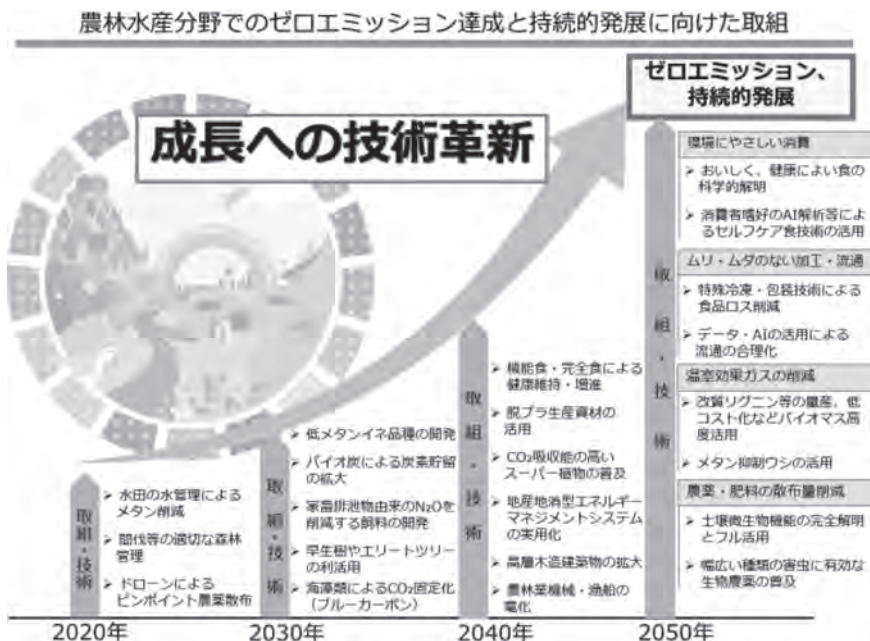 農林水産分野でのゼロエミッション達成と持続的発展に向けた取組
ゼロエミッション、
持続的発展
成長への技術革新
取組・技術
➢ 水田の水管理による
メタン削減
➢ 間伐等の適切な森林
管理
➢ ドローンによる
ピンポイント農薬散布
取組・技術
➢ 低メタンイネ品種の開発
➢ バイオ炭による炭素貯留
の拡大
➢ 家畜排泄物由来のN₂Oを
削減する飼料の開発
➢ 早生樹やエリートツリー
の利活用
➢ 海藻類によるCO₂固定化
（ブルーカーボン）
取組・技術
➢ 機能食・完全食による
健康維持・増進
➢ 脱プラ生産資材の
活用
➢ CO₂吸収能の高い
スーパー植物の普及
➢ 地産地消型エネルギー
マネジメントシステム
の実用化
➢ 高層木造建築物の拡大
➢ 農林業機械・漁船の
電化
取組・技術
環境にやさしい消費
➢ おいしく、健康によい食の
科学的解明
➢ 消費者嗜好のAI解析等によ
るセルフケア食技術の活用
ムリ・ムダのない加工・流通
➢ 特殊冷凍・包装技術による
食品ロス削減
➢ データ・AIの活用による
流通の合理化
温室効果ガスの削減
➢ 改質リグニン等の量産、低
コスト化などバイオマス高
度活用
➢ メタン抑制ウシの活用
農薬・肥料の散布量削減
➢ 土壌微生物機能の完全解明
とフル活用
➢ 幅広い種類の害虫に有効な
生物農薬の普及
2020年
2030年
2040年
2050年